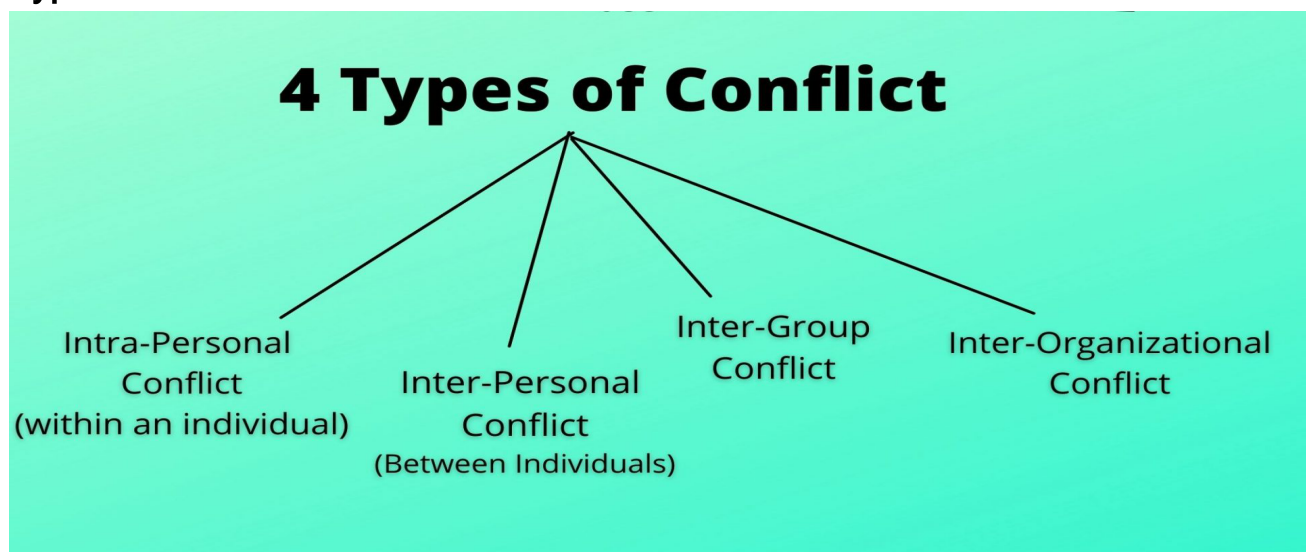 4 Types of Conflict
Intra-Personal
Conflict
(within an individual)
Inter-Personal
Conflict
(Between Individuals)
Inter-Group
Conflict
Inter-Organizational
Conflict